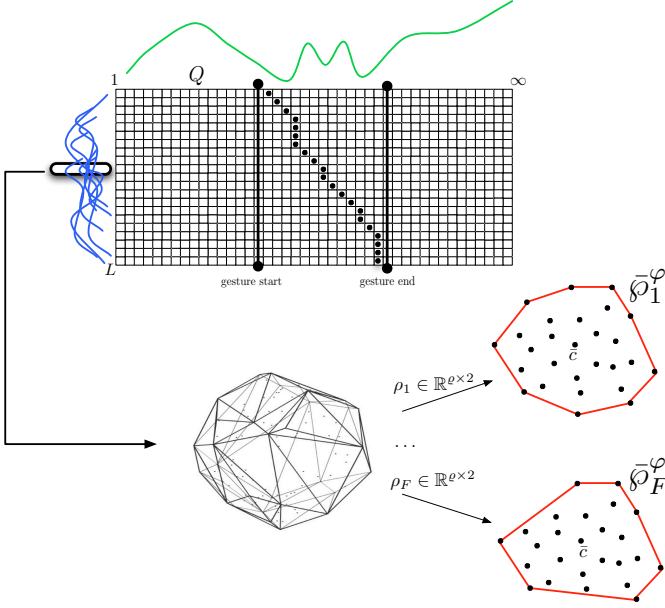 1
Q
∞
L
gesture start
gesture end
℘̄₁^φ
c̄
ρ₁ ∈ ℝ^{ϱ×2}
...
ρ_F ∈ ℝ^{ϱ×2}
℘̄_F^φ
c̄